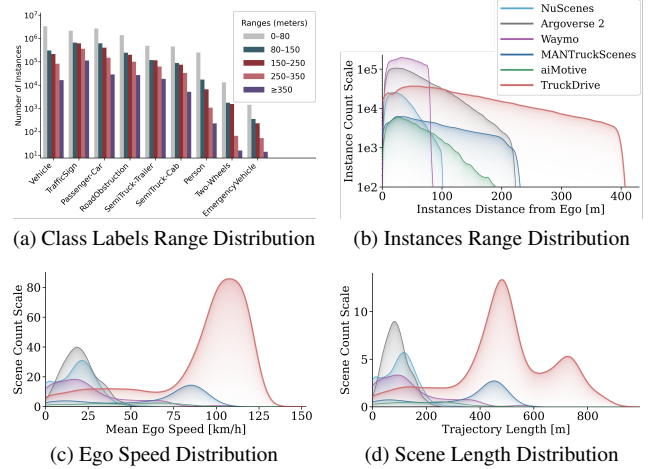 Number of Instances
10^7
10^6
10^5
10^4
10^3
10^2
10^1
Ranges (meters)
0–80
80–150
150–250
250–350
≥350
Vehicle
TrafficSign
Passenger-Car
RoadObstruction
SemiTruck-Trailer
SemiTruck-Cab
Person
Two-Wheels
EmergencyVehicle
(a) Class Labels Range Distribution
Instance Count Scale
1e5
1e4
1e3
1e2
0 100 200 300 400
Instances Distance from Ego [m]
NuScenes
Argoverse 2
Waymo
MANTruckScenes
aiMotive
TruckDrive
(b) Instances Range Distribution
Scene Count Scale
80
60
40
20
0
0 25 50 75 100 125 150
Mean Ego Speed [km/h]
(c) Ego Speed Distribution
Scene Count Scale
10
5
0
0 200 400 600 800
Trajectory Length [m]
(d) Scene Length Distribution